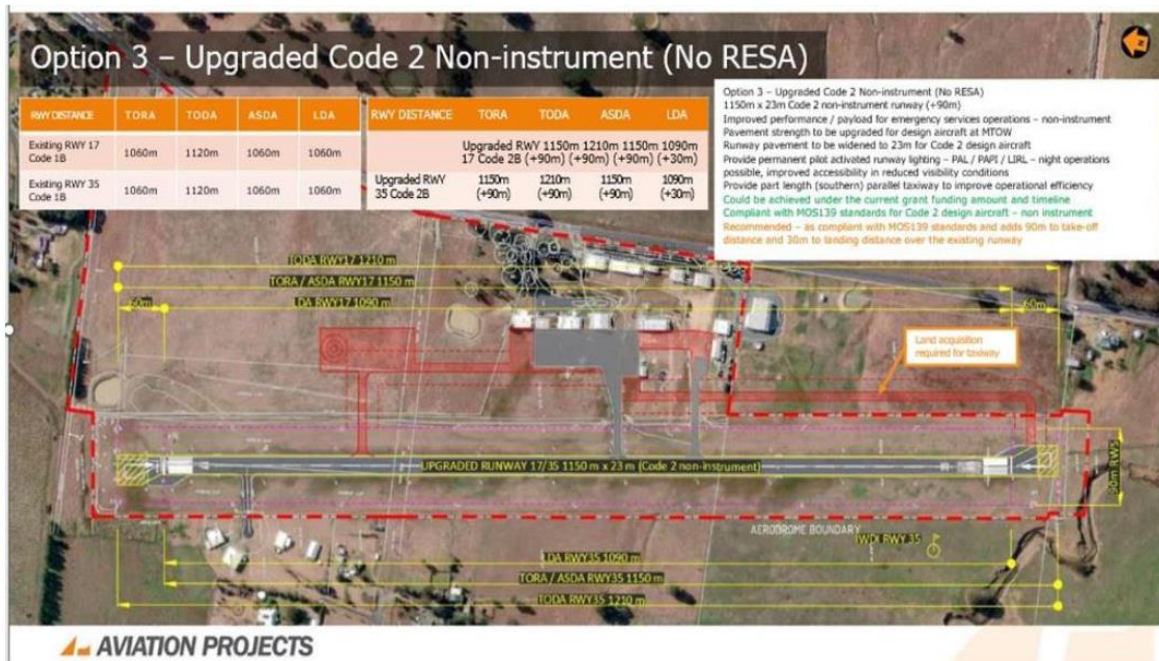 Option 3 – Upgraded Code 2 Non-instrument (No RESA)
RWY DISTANCE TORA TODA ASDA LDA
Existing RWY 17 Code 1B 1060m 1120m 1060m 1060m
Existing RWY 35 Code 1B 1060m 1120m 1060m 1060m
RWY DISTANCE TORA TODA ASDA LDA
Upgraded RWY 1150m 1210m 1150m 1090m
17 Code 2B (+90m) (+90m) (+90m) (+30m)
Upgraded RWY 35 Code 2B 1150m (+90m) 1210m (+90m) 1150m (+90m) 1090m (+30m)
Option 3 – Upgraded Code 2 Non-instrument (No RESA)
1150m x 23m Code 2 non-instrument runway (+90m)
Improved performance / payload for emergency services operations – non-instrument
Pavement strength to be upgraded for design aircraft at MTOW
Runway pavement to be widened to 23m for Code 2 design aircraft
Provide permanent pilot activated runway lighting – PAL / PAPI / LIRL – night operations
possible, improved accessibility in reduced visibility conditions
Provide part length (southern) parallel taxiway to improve operational efficiency
Could be achieved under the current grant funding amount and timeline
Compliant with MOS139 standards for Code 2 design aircraft – non instrument
Recommended – as compliant with MOS139 standards and adds 90m to take-off
distance and 30m to landing distance over the existing runway
TODA RWY17 1210 m
TORA / ASDA RWY17 1150 m
LDA RWY17 1090 m
60m
60m
Land acquisition
required for taxiway
UPGRADED RUNWAY 17/35 1150 m x 23 m (Code 2 non-instrument)
90m RWS
AERODROME BOUNDARY
IWDI RWY 35
LDA RWY35 1090 m
TORA / ASDA RWY35 1150 m
TODA RWY35 1210 m
AVIATION PROJECTS